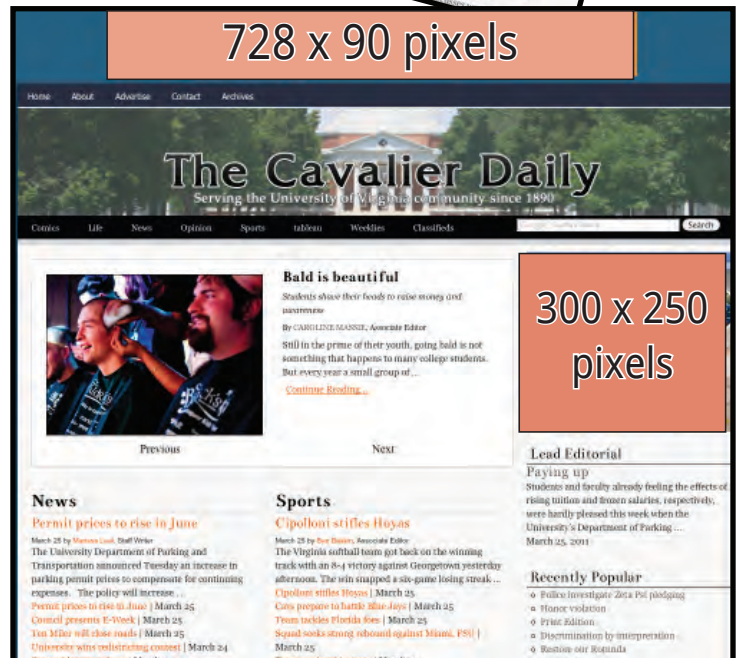 728 x 90 pixels
Home About Advertise Contact Archives
The Cavalier Daily
Serving the University of Virginia community since 1890
Comics Life News Opinion Sports tableau Weeklies Classifieds
Search
Bald is beautiful
Students shave their heads to raise money and
awareness
By CAROLINE MASSIE, Associate Editor
Still in the prime of their youth, going bald is not
something that happens to many college students.
But every year a small group of ...
Continue Reading...
Previous Next
300 x 250
pixels
Lead Editorial
Paying up
Students and faculty already feeling the effects of
rising tuition and frozen salaries, respectively,
were hardly pleased this week when the
University's Department of Parking ...
March 25, 2011
News
Permit prices to rise in June
March 25 by Staff Writer
The University Department of Parking and
Transportation announced Tuesday an increase in
parking permit prices to compensate for continuing
expenses. The policy will increase ...
Permit prices to rise in June | March 25
Council presents E-Week | March 25
Ten Miler will close roads | March 25
University wins redistricting contest | March 24
Sports
Cipolloni stifles Hoyas
March 25 by Associate Editor
The Virginia softball team got back on the winning
track with an 8-4 victory against Georgetown yesterday
afternoon. The win snapped a six-game losing streak ...
Cipolloni stifles Hoyas | March 25
Cavs prepare to battle Blue Jays | March 25
Team tackles Florida foes | March 25
Squad seeks strong rebound against Miami, FSU |
March 25
Recently Popular
Police investigate Zeta Psi pledging
Honor violation
Print Edition
Discrimination by interpretation
Restore our Rotunda